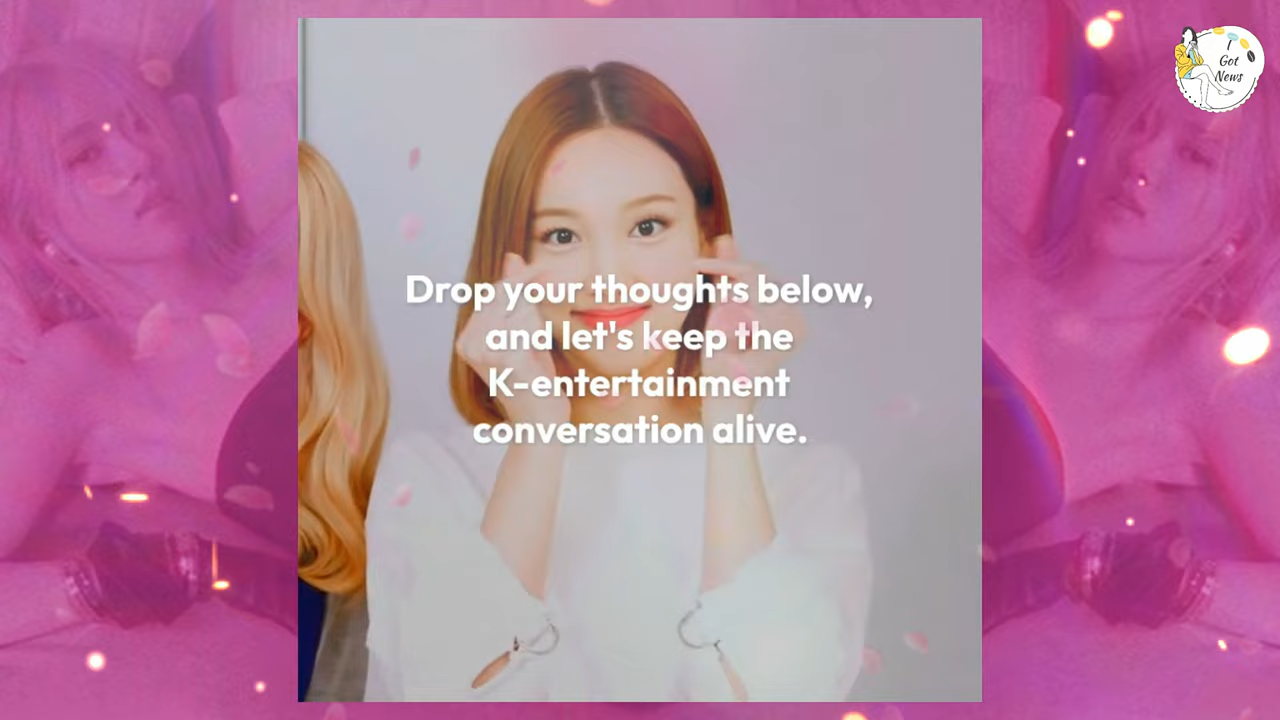 I
Got
News
Drop your thoughts below,
and let's keep the
K-entertainment
conversation alive.